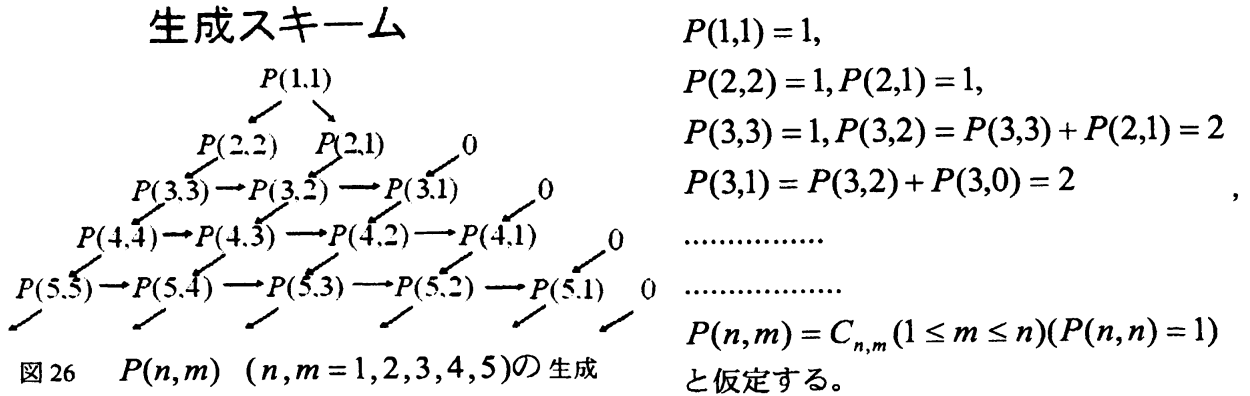 生成スキーム
P(1,1)
P(2,2) P(2,1) 0
P(3,3) P(3,2) P(3,1) 0
P(4,4) P(4,3) P(4,2) P(4,1) 0
P(5,5) P(5,4) P(5,3) P(5,2) P(5,1) 0
図26 P(n,m) (n,m=1,2,3,4,5)の生成
P(1,1)=1,
P(2,2)=1,P(2,1)=1,
P(3,3)=1,P(3,2)=P(3,3)+P(2,1)=2
P(3,1)=P(3,2)+P(3,0)=2 ,
................
..................
P(n,m)=C_{n,m}(1≤m≤n)(P(n,n)=1)
と仮定する。